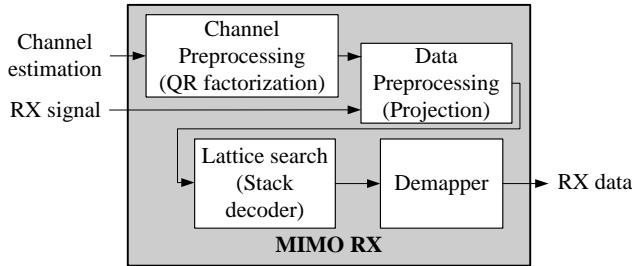 Channel
estimation
Channel
Preprocessing
(QR factorization)
Data
Preprocessing
(Projection)
RX signal
Lattice search
(Stack
decoder)
Demapper
RX data
MIMO RX